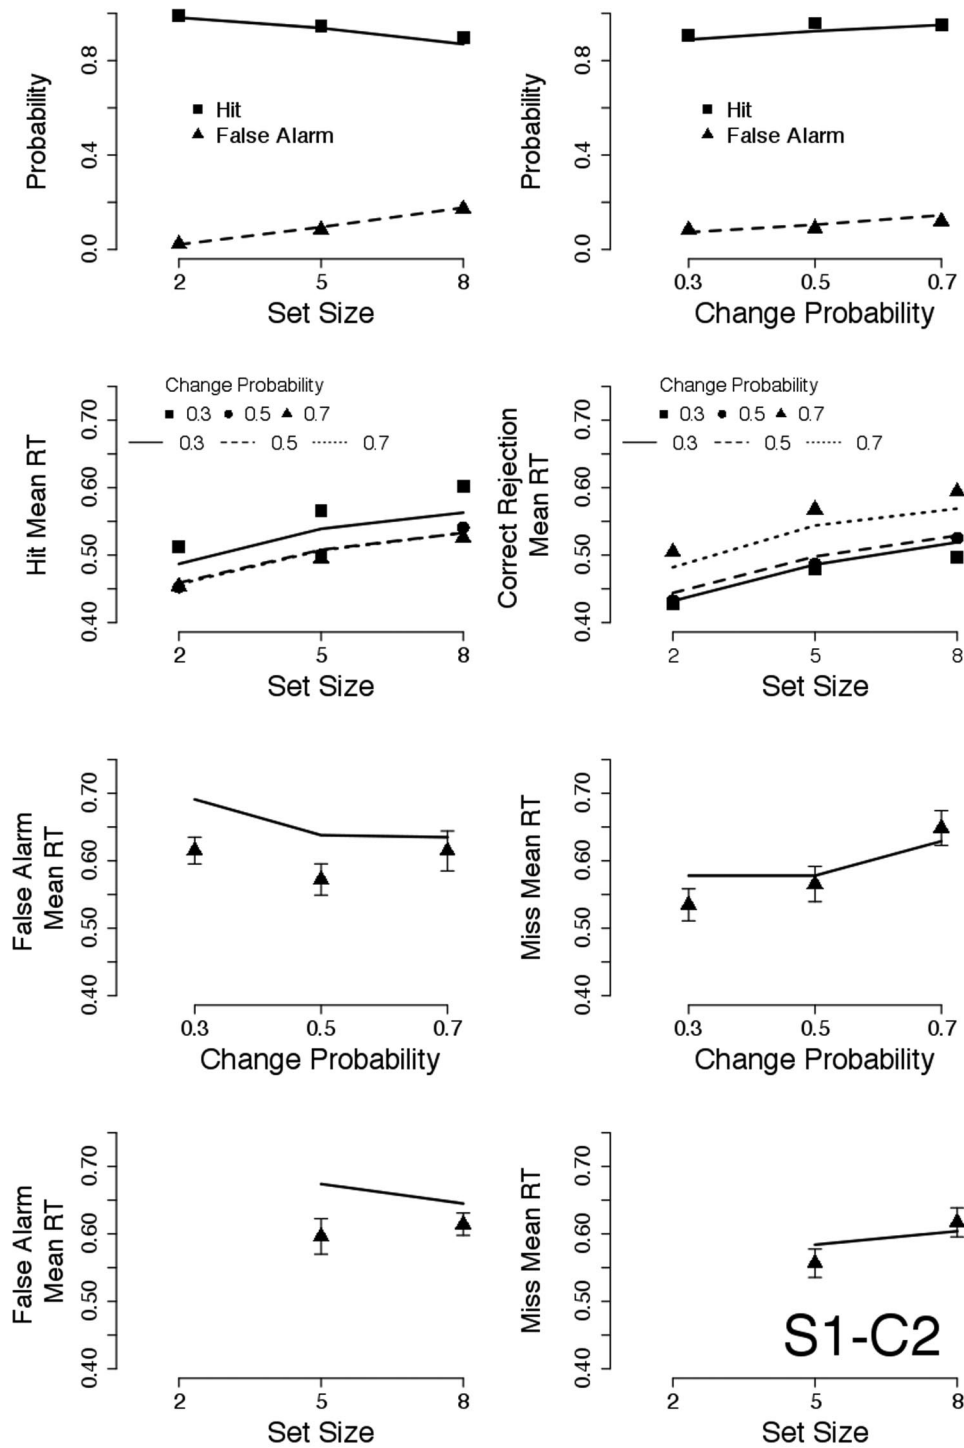 Probability
0.8
0.4
0.0
Hit
False Alarm
2
5
8
Set Size
Probability
0.8
0.4
0.0
Hit
False Alarm
0.3
0.5
0.7
Change Probability
Hit Mean RT
0.70
0.60
0.50
0.40
Change Probability
0.3 0.5 0.7
0.3 0.5 0.7
2
5
8
Set Size
Correct Rejection
Mean RT
0.70
0.60
0.50
0.40
Change Probability
0.3 0.5 0.7
0.3 0.5 0.7
2
5
8
Set Size
False Alarm
Mean RT
0.70
0.60
0.50
0.40
0.3
0.5
0.7
Change Probability
Miss Mean RT
0.70
0.60
0.50
0.40
0.3
0.5
0.7
Change Probability
False Alarm
Mean RT
0.70
0.60
0.50
0.40
2
5
8
Set Size
Miss Mean RT
0.70
0.60
0.50
0.40
S1-C2
2
5
8
Set Size